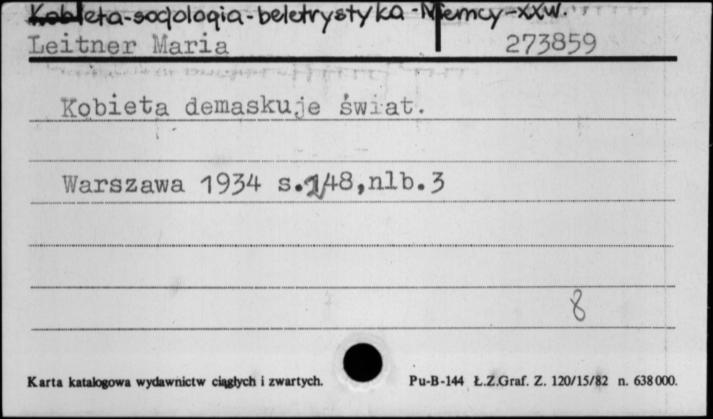 Kobieta-socjologia-beletrystyka-Niemcy-XXw.
Leitner Maria 273859
Kobieta demaskuje świat.
Warszawa 1934 s.248,nlb.3
8
Karta katalogowa wydawnictw ciągłych i zwartych. Pu-B-144 Ł.Z.Graf. Z. 120/15/82 n. 638000.